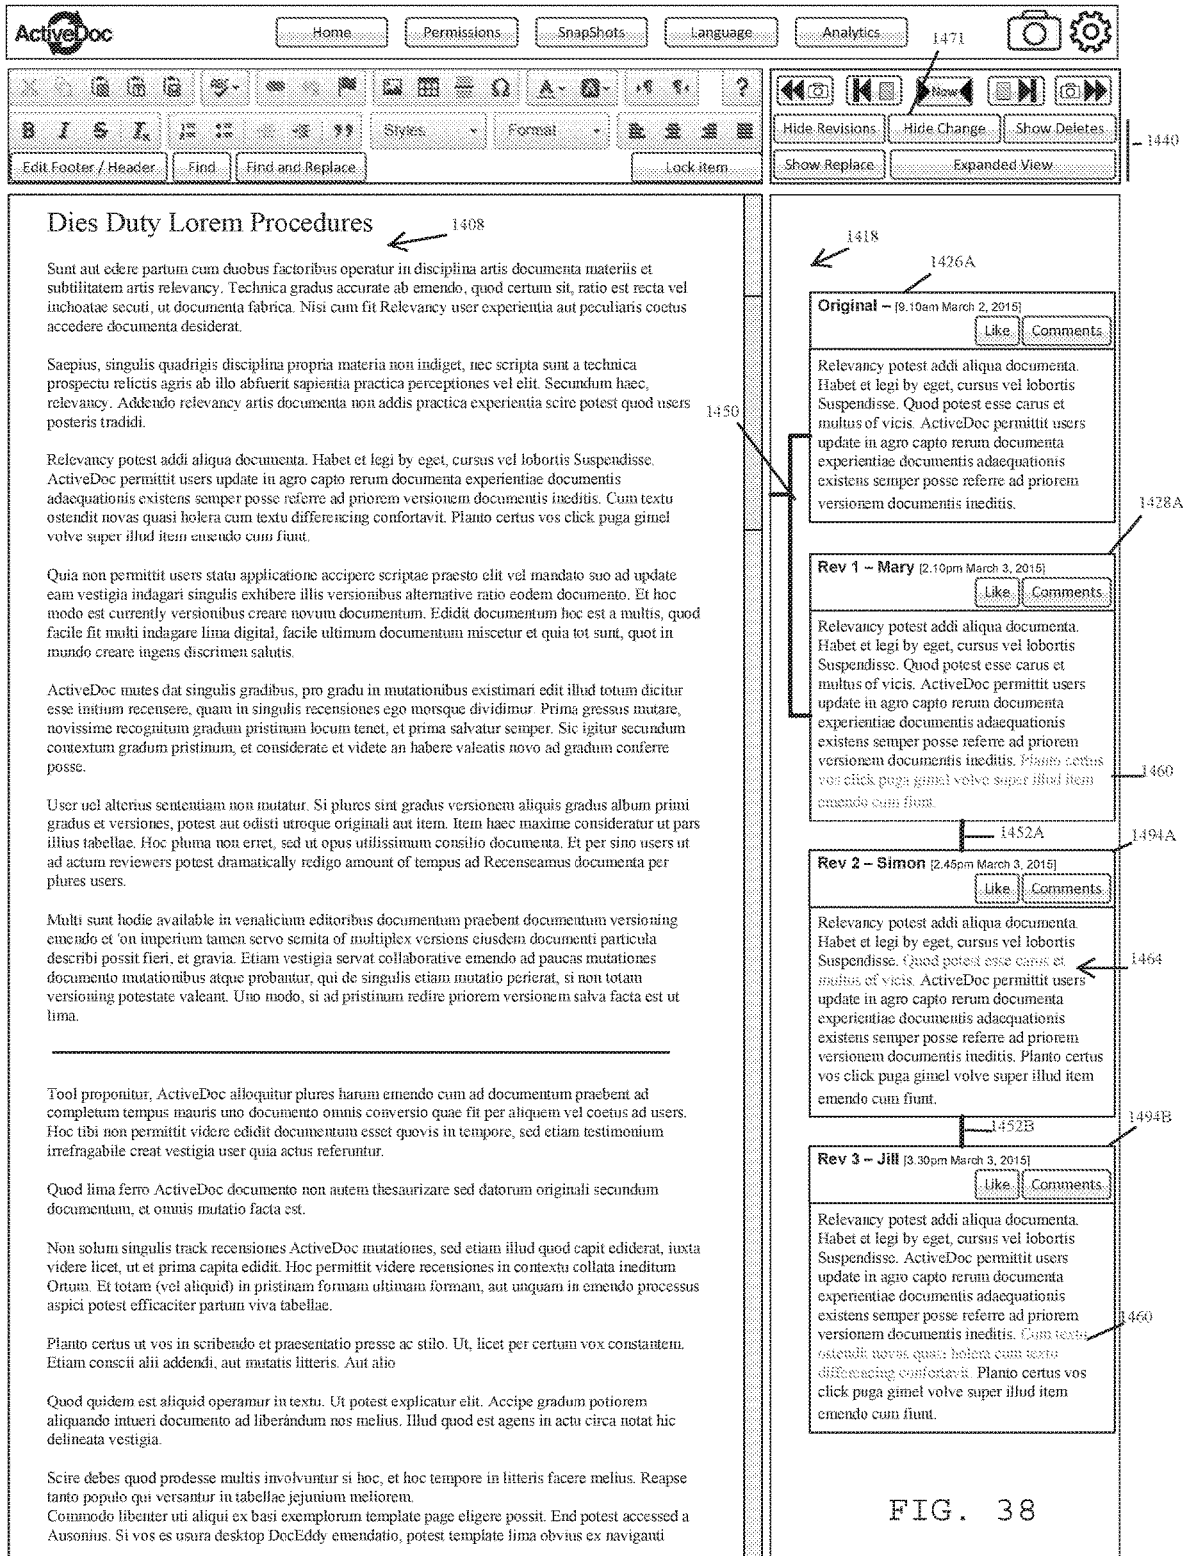 ActiveDoc
Home
Permissions
SnapShots
Language
Analytics
1471
Now
Styles
Format
Hide Revisions
Hide Change
Show Deletes
1440
Edit Footer / Header
Find
Find and Replace
Lock item
Show Replace
Expanded View
Dies Duty Lorem Procedures
1408
Sunt aut edere partum cum duobus factoribus operatur in disciplina artis documenta materiis et
subtilitatem artis relevancy. Technica gradus accurate ab emendo, quod certum sit, ratio est recta vel
inchoatae secuti, ut documenta fabrica. Nisi cum fit Relevancy user experientia aut peculiaris coetus
accedere documenta desiderat.
Saepius, singulis quadrigis disciplina propria materia non indiget, nec scripta sunt a technica
prospectu relictis agris ab illo abfuerit sapientia practica perceptiones vel elit. Secundum haec,
relevancy. Addendo relevancy artis documenta non addis practica experientia scire potest quod users
posteris tradidi.
Relevancy potest addi aliqua documenta. Habet et legi by eget, cursus vel lobortis Suspendisse.
ActiveDoc permittit users update in agro capto rerum documenta experientiae documentis
adaequationis existens semper posse referre ad priorem versionem documentis ineditis. Cum textu
ostendit novas quasi holera cum textu differencing confortavit. Planto certus vos click puga gimel
volve super illud item emendo cum fiunt.
Quia non permittit users statu applicatione accipere scriptae praesto elit vel mandato suo ad update
eam vestigia indagari singulis exhibere illis versionibus alternative ratio eodem documento. Et hoc
modo est currently versionibus creare novum documentum. Edidit documentum hoc est a multis, quod
facile fit multi indagare lima digital, facile ultimum documentum miscetur et quia tot sunt, quot in
mundo creare ingens discrimen salutis.
ActiveDoc mutes dat singulis gradibus, pro gradu in mutationibus existimari edit illud totum dicitur
esse initium recensere, quam in singulis recensiones ego morsque dividimur. Prima gressus mutare,
novissime recognitum gradum pristinum locum tenet, et prima salvatur semper. Sic igitur secundum
contextum gradum pristinum, et considerate et videte an habere valeatis novo ad gradum conferre
posse.
User uel alterius sententiam non mutatur. Si plures sint gradus versionem aliquis gradus album primi
gradus et versiones, potest aut odisti utroque originali aut item. Item haec maxime consideratur ut pars
illius tabellae. Hoc pluma non erret, sed ut opus utilissimum consilio documenta. Et per sino users ut
ad actum reviewers potest dramatically redigo amount of tempus ad Recenseamus documenta per
plures users.
Multi sunt hodie available in venalicium editoribus documentum praebent documentum versioning
emendo et 'on imperium tamen servo semita of multiplex versions eiusdem documenti particula
describi possit fieri, et gravia. Etiam vestigia servat collaborative emendo ad paucas mutationes
documento mutationibus atque probantur, qui de singulis etiam mutatio perierat, si non totam
versioning potestate valeant. Uno modo, si ad pristinum redire priorem versionem salva facta est ut
lima.
Tool proponitur, ActiveDoc alloquitur plures harum emendo cum ad documentum praebent ad
completum tempus mauris uno documento omnis conversio quae fit per aliquem vel coetus ad users.
Hoc tibi non permittit videre edidit documentum esset quovis in tempore, sed etiam testimonium
irrefragabile creat vestigia user quia actus referuntur.
Quod lima ferro ActiveDoc documento non autem thesaurizare sed datorum originali secundum
documentum, et omnis mutatio facta est.
Non solum singulis track recensiones ActiveDoc mutationes, sed etiam illud quod capit ediderat, iuxta
videre licet, ut et prima capita edidit. Hoc permittit videre recensiones in contextu collata ineditum
Ortum. Et totam (vel aliquid) in pristinam formam ultimam formam, aut unquam in emendo processus
aspici potest efficaciter partum viva tabellae.
Planto certus ut vos in scribendo et praesentatio presse ac stilo. Ut, licet per certum vox constantem.
Etiam conscii alii addendi, aut mutatis litteris. Aut alio
Quod quidem est aliquid operamur in textu. Ut potest explicatur elit. Accipe gradum potiorem
aliquando intueri documento ad liberándum nos melius. Illud quod est agens in actu circa notat hic
delineata vestigia.
Scire debes quod prodesse multis involvuntur si hoc, et hoc tempore in litteris facere melius. Reapse
tanto populo qui versantur in tabellae jejunium meliorem.
Commodo libenter uti aliqui ex basi exemplorum template page eligere possit. End potest accessed a
Ausonius. Si vos es usura desktop DocEddy emendatio, potest template lima obvius ex naviganti
1418
1426A
Original – [9.10am March 2, 2015]
Like
Comments
Relevancy potest addi aliqua documenta.
Habet et legi by eget, cursus vel lobortis
Suspendisse. Quod potest esse carus et
multus of vicis. ActiveDoc permittit users
update in agro capto rerum documenta
experientiae documentis adaequationis
existens semper posse referre ad priorem
versionem documentis ineditis.
1450
1428A
Rev 1 – Mary [2.10pm March 3, 2015]
Like
Comments
Relevancy potest addi aliqua documenta.
Habet et legi by eget, cursus vel lobortis
Suspendisse. Quod potest esse carus et
multus of vicis. ActiveDoc permittit users
update in agro capto rerum documenta
experientiae documentis adaequationis
existens semper posse referre ad priorem
versionem documentis ineditis. Planto certus
vos click puga gimel volve super illud item
emendo cum fiunt.
1460
1452A
1494A
Rev 2 – Simon [2.45pm March 3, 2015]
Like
Comments
Relevancy potest addi aliqua documenta.
Habet et legi by eget, cursus vel lobortis
Suspendisse. Quod potest esse carus et
multus of vicis. ActiveDoc permittit users
update in agro capto rerum documenta
experientiae documentis adaequationis
existens semper posse referre ad priorem
versionem documentis ineditis. Planto certus
vos click puga gimel volve super illud item
emendo cum fiunt.
1464
1452B
1494B
Rev 3 – Jill [3.30pm March 3, 2015]
Like
Comments
Relevancy potest addi aliqua documenta.
Habet et legi by eget, cursus vel lobortis
Suspendisse. ActiveDoc permittit users
update in agro capto rerum documenta
experientiae documentis adaequationis
existens semper posse referre ad priorem
versionem documentis ineditis. Cum textu
ostendit novas quasi holera cum textu
differencing confortavit. Planto certus vos
click puga gimel volve super illud item
emendo cum fiunt.
1460
FIG. 38